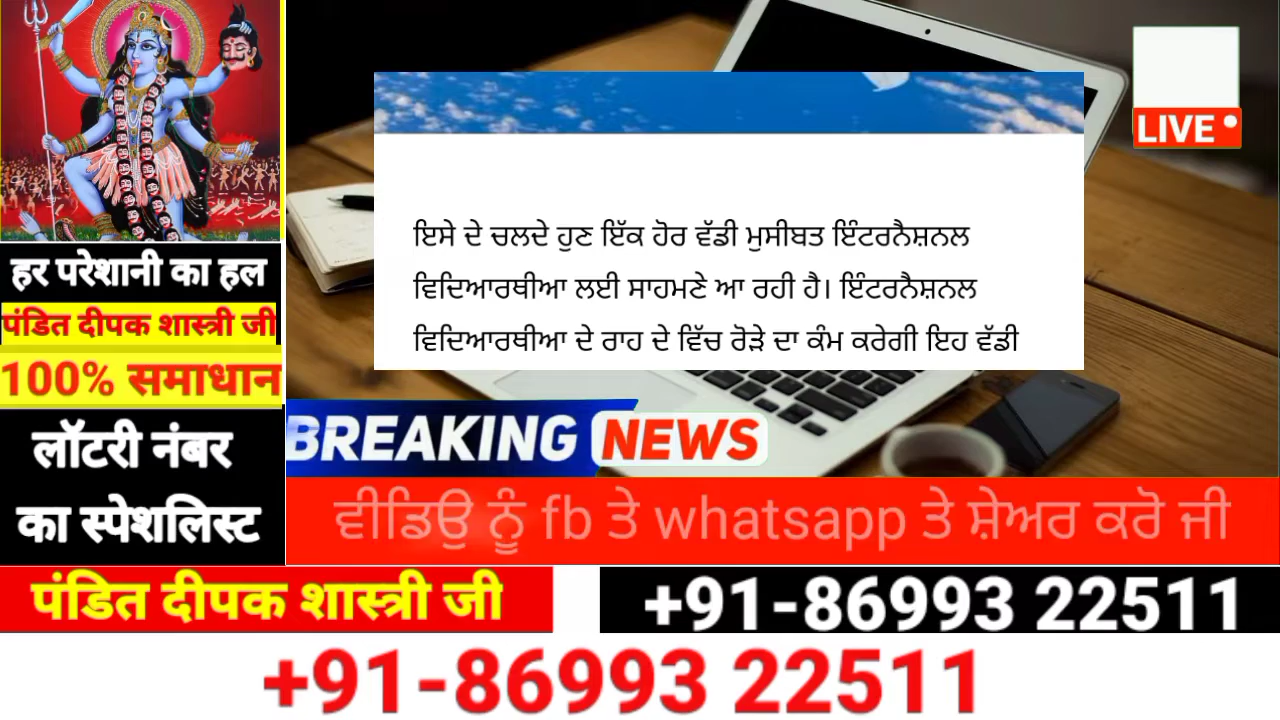 हर परेशानी का हल
पंडित दीपक शास्त्री जी
100% समाधान
लॉटरी नंबर
का स्पेशलिस्ट
LIVE
ਇਸੇ ਦੇ ਚਲਦੇ ਹੁਣ ਇੱਕ ਹੋਰ ਵੱਡੀ ਮੁਸੀਬਤ ਇੰਟਰਨੈਸ਼ਨਲ
ਵਿਦਿਆਰਥੀਆ ਲਈ ਸਾਹਮਣੇ ਆ ਰਹੀ ਹੈ। ਇੰਟਰਨੈਸ਼ਨਲ
ਵਿਦਿਆਰਥੀਆ ਦੇ ਰਾਹ ਦੇ ਵਿੱਚ ਰੋੜੇ ਦਾ ਕੰਮ ਕਰੇਗੀ ਇਹ ਵੱਡੀ
BREAKING NEWS
ਵੀਡਿਉ ਨੂੰ fb ਤੇ whatsapp ਤੇ ਸ਼ੇਅਰ ਕਰੋ ਜੀ
पंडित दीपक शास्त्री जी
+91-86993 22511
+91-86993 22511